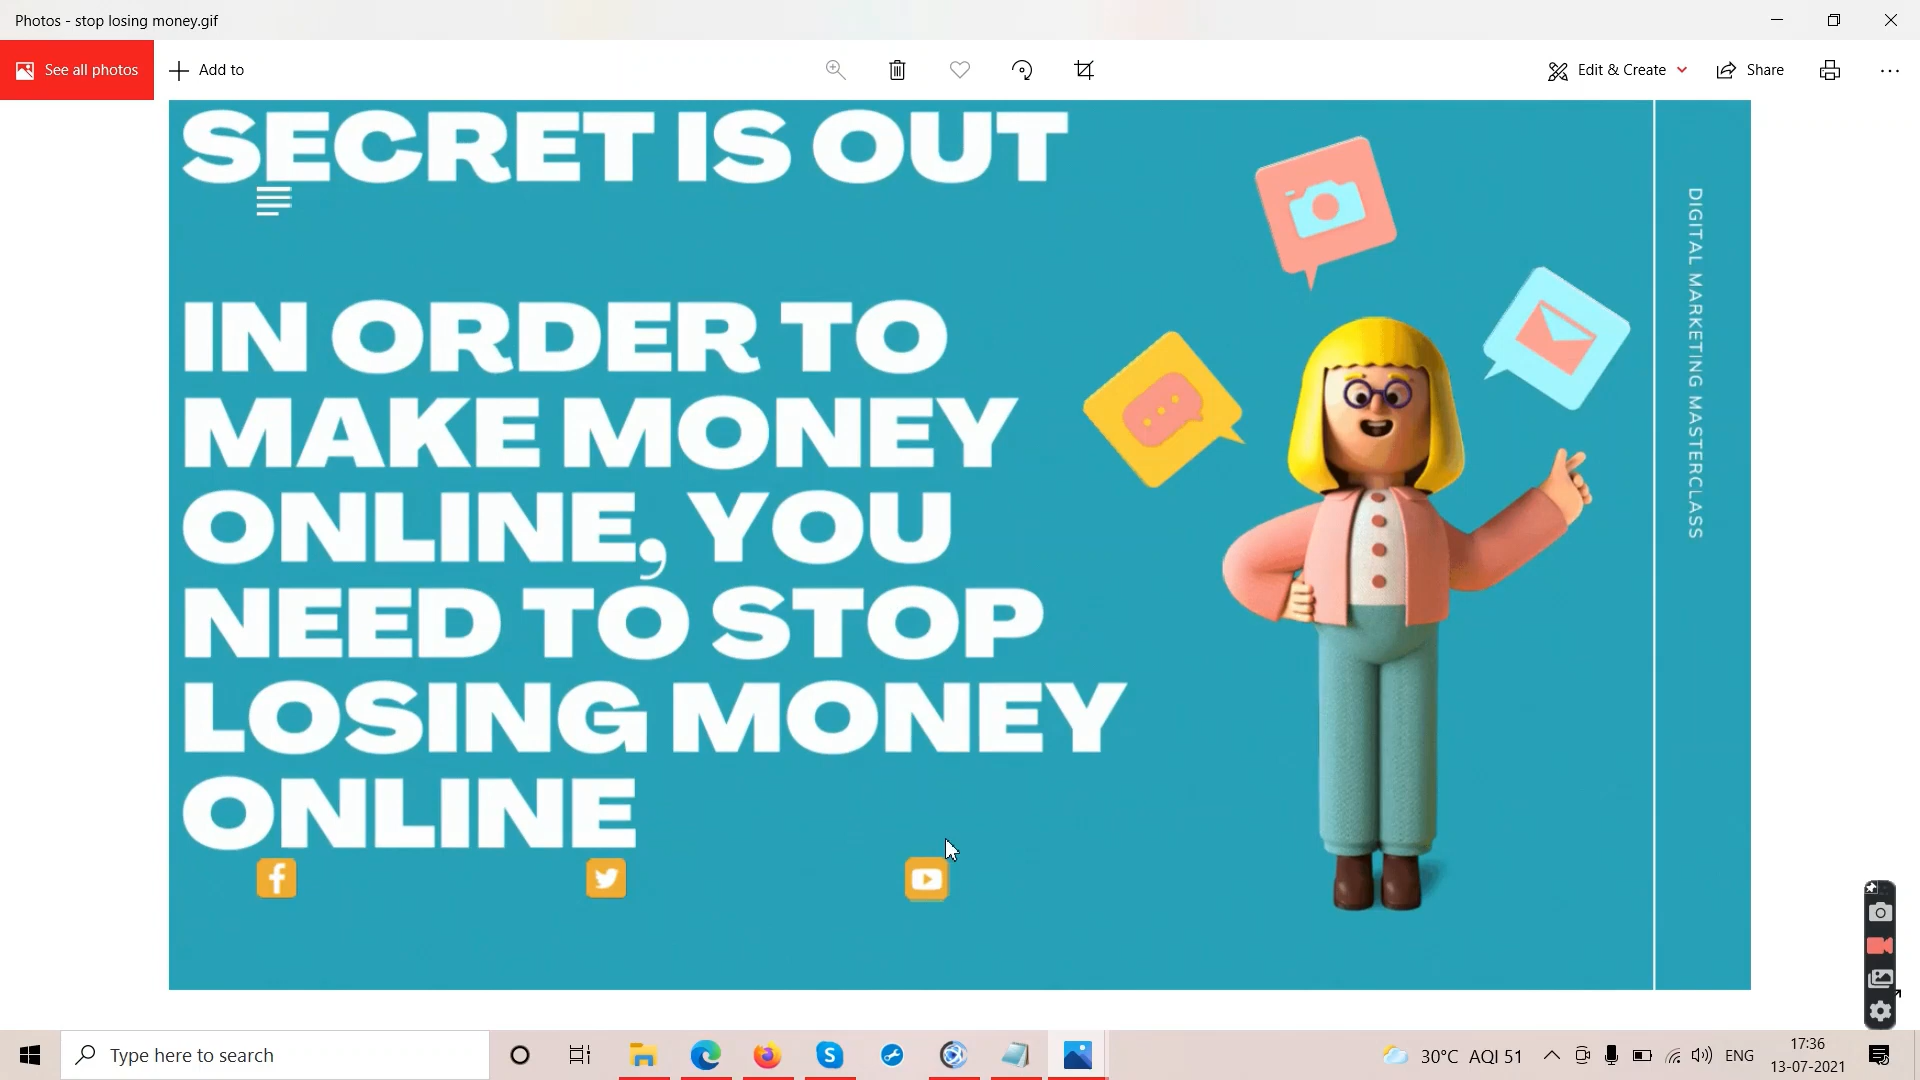 Photos - stop losing money.gif
See all photos
Add to
Edit & Create
Share
SECRET IS OUT
IN ORDER TO
MAKE MONEY
ONLINE, YOU
NEED TO STOP
LOSING MONEY
ONLINE
DIGITAL MARKETING MASTERCLASS
Type here to search
30°C AQI 51
ENG
17:36
13-07-2021